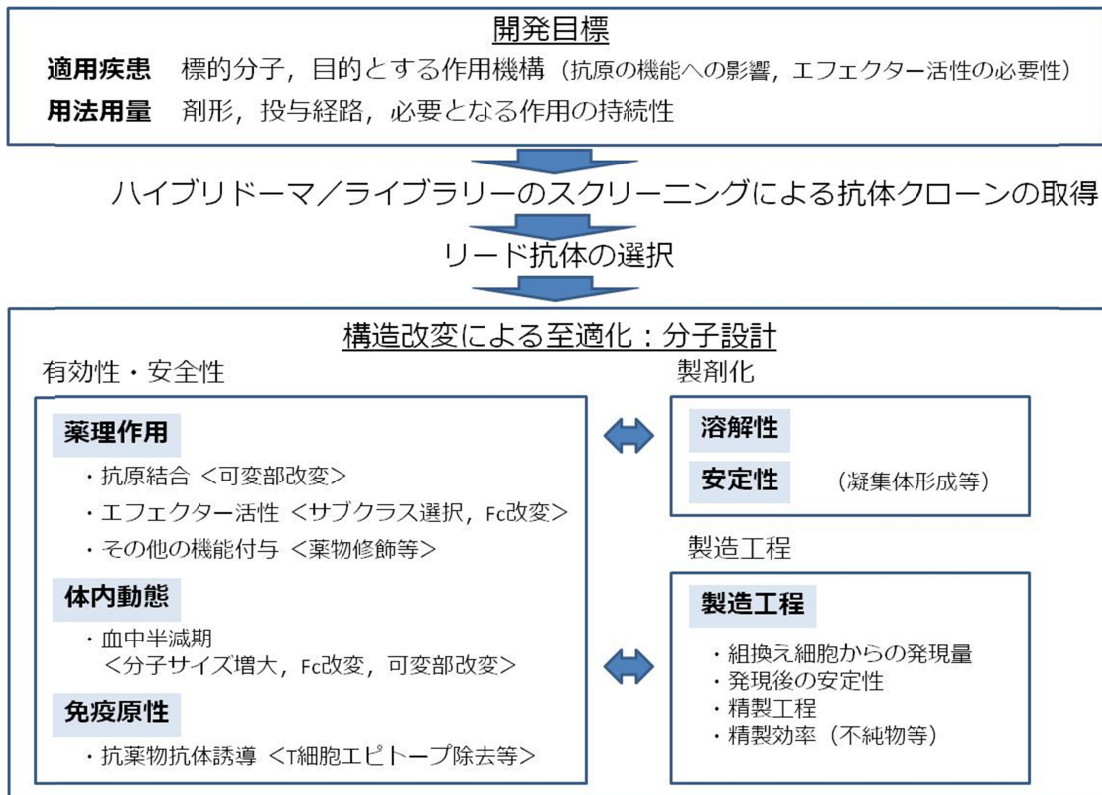 開発目標
適用疾患 標的分子，目的とする作用機構（抗原の機能への影響，エフェクター活性の必要性）
用法用量 剤形，投与経路，必要となる作用の持続性
ハイブリドーマ／ライブラリーのスクリーニングによる抗体クローンの取得
リード抗体の選択
構造改変による至適化：分子設計
有効性・安全性
薬理作用
・抗原結合 <可変部改変>
・エフェクター活性 <サブクラス選択，Fc改変>
・その他の機能付与 <薬物修飾等>
体内動態
・血中半減期
<分子サイズ増大，Fc改変，可変部改変>
免疫原性
・抗薬物抗体誘導 <T細胞エピトープ除去等>
製剤化
溶解性
安定性 （凝集体形成等）
製造工程
製造工程
・組換え細胞からの発現量
・発現後の安定性
・精製工程
・精製効率（不純物等）